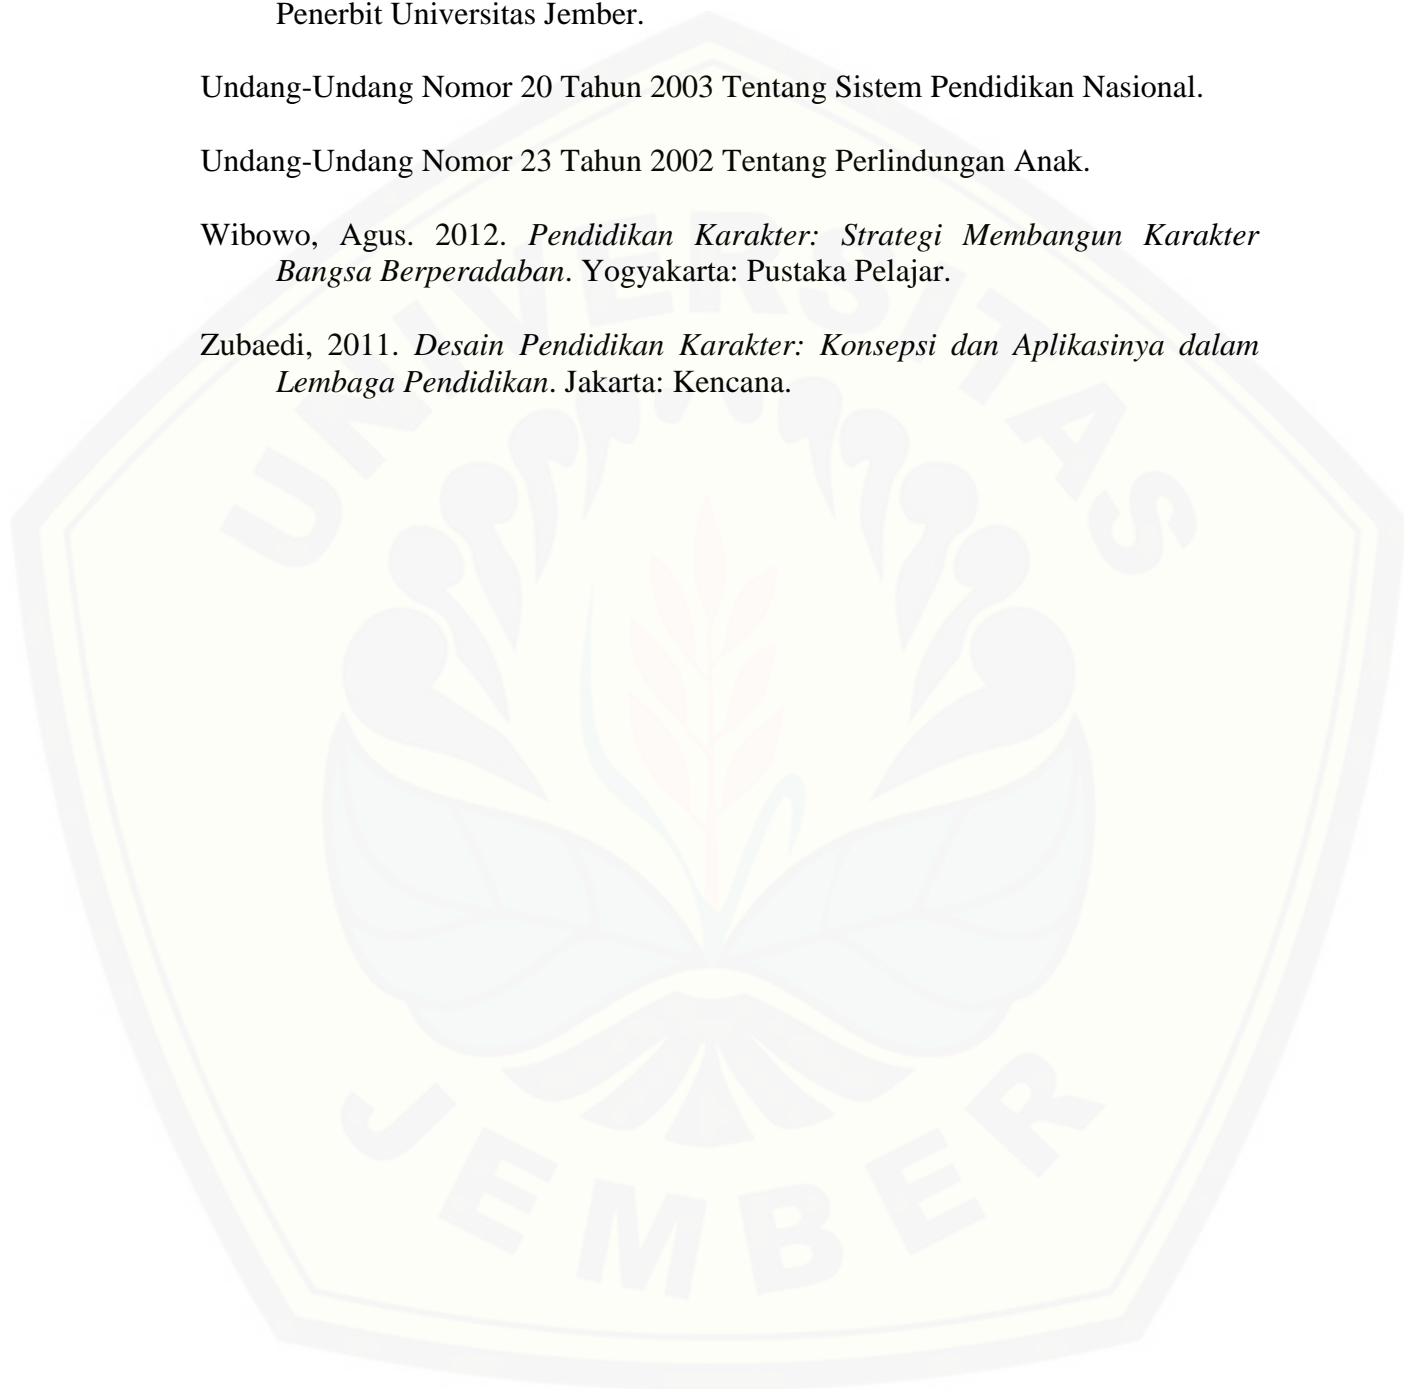 Penerbit Universitas Jember.
Undang-Undang Nomor 20 Tahun 2003 Tentang Sistem Pendidikan Nasional.
Undang-Undang Nomor 23 Tahun 2002 Tentang Perlindungan Anak.
Wibowo, Agus. 2012. Pendidikan Karakter: Strategi Membangun Karakter
Bangsa Berperadaban. Yogyakarta: Pustaka Pelajar.
Zubaedi, 2011. Desain Pendidikan Karakter: Konsepsi dan Aplikasinya dalam
Lembaga Pendidikan. Jakarta: Kencana.
UNIVERSITAS
JEMBER